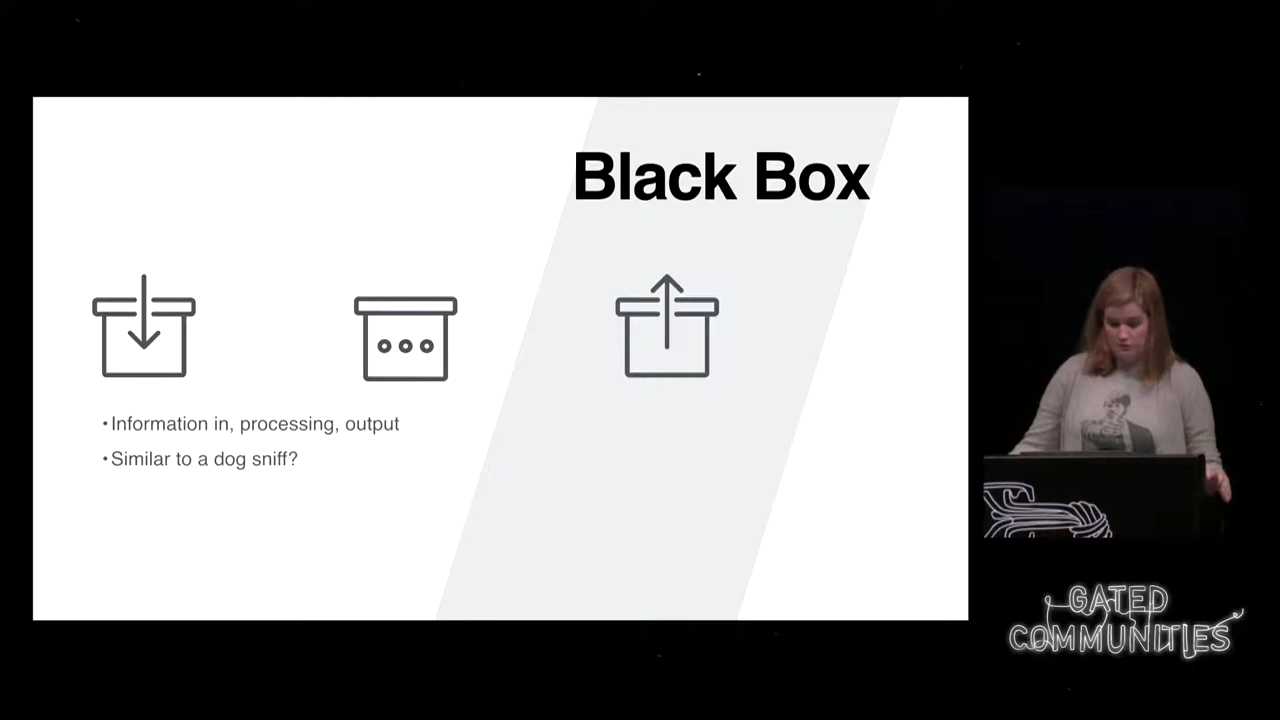 Black Box
•Information in, processing, output
•Similar to a dog sniff?
GATED
COMMUNITIES